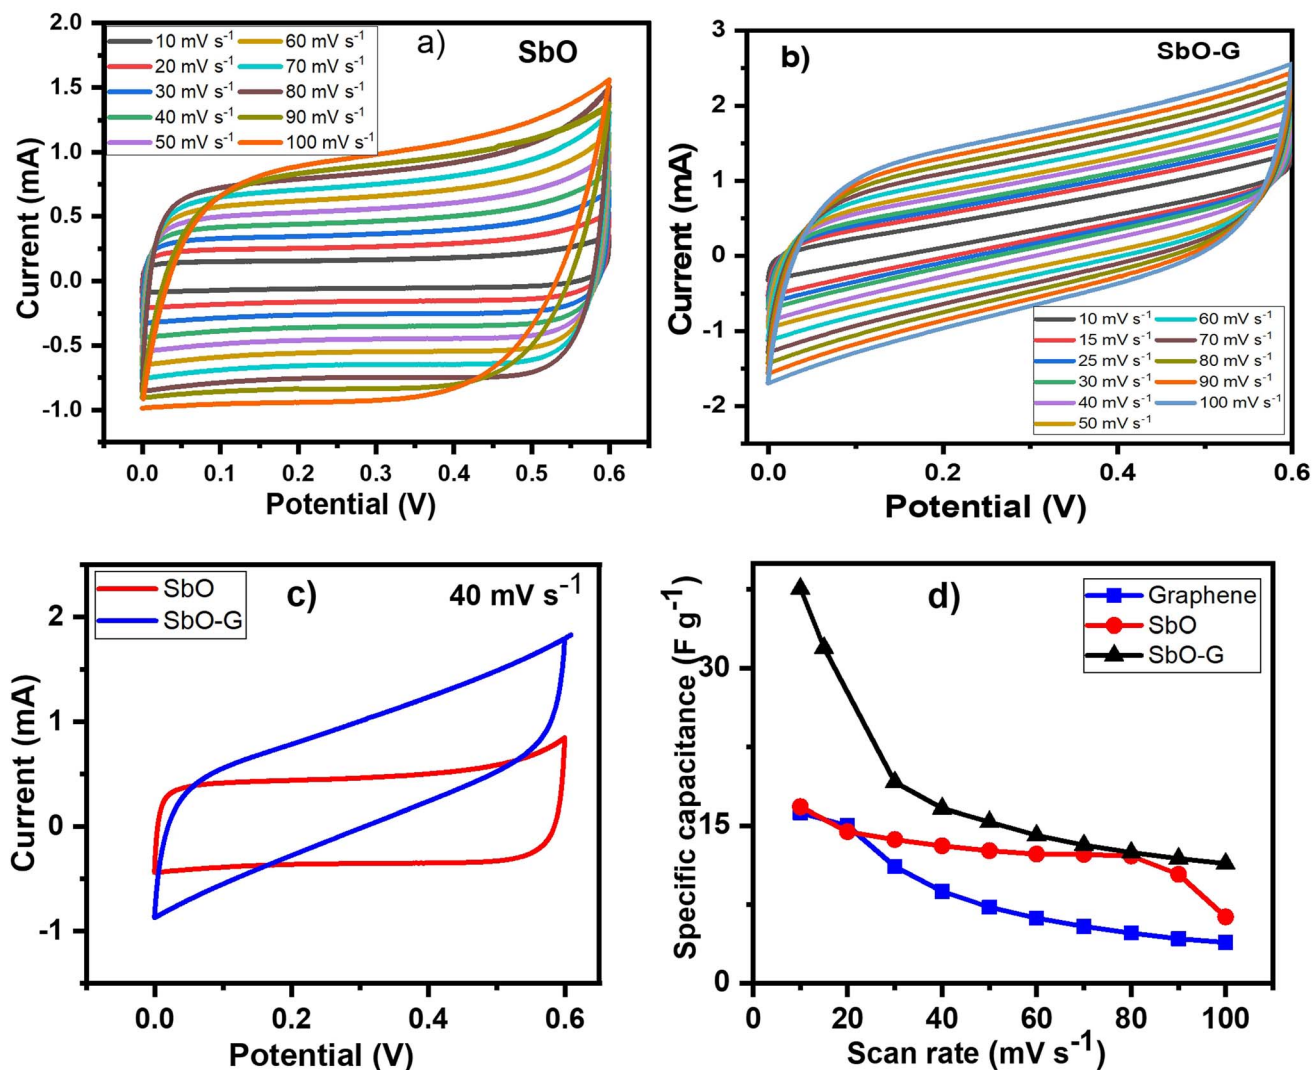 a)
SbO
10 mV s⁻¹ 60 mV s⁻¹
20 mV s⁻¹ 70 mV s⁻¹
30 mV s⁻¹ 80 mV s⁻¹
40 mV s⁻¹ 90 mV s⁻¹
50 mV s⁻¹ 100 mV s⁻¹
2.0
1.5
1.0
0.5
0.0
-0.5
-1.0
Current (mA)
0.0 0.1 0.2 0.3 0.4 0.5 0.6
Potential (V)
b)
SbO-G
3
2
1
0
-1
-2
Current (mA)
10 mV s⁻¹ 60 mV s⁻¹
15 mV s⁻¹ 70 mV s⁻¹
25 mV s⁻¹ 80 mV s⁻¹
30 mV s⁻¹ 90 mV s⁻¹
40 mV s⁻¹ 100 mV s⁻¹
50 mV s⁻¹
0.0 0.2 0.4 0.6
Potential (V)
SbO
SbO-G
c)
40 mV s⁻¹
2
1
0
-1
Current (mA)
0.0 0.2 0.4 0.6
Potential (V)
d)
Graphene
SbO
SbO-G
30
15
0
Specific capacitance (F g⁻¹)
0 20 40 60 80 100
Scan rate (mV s⁻¹)